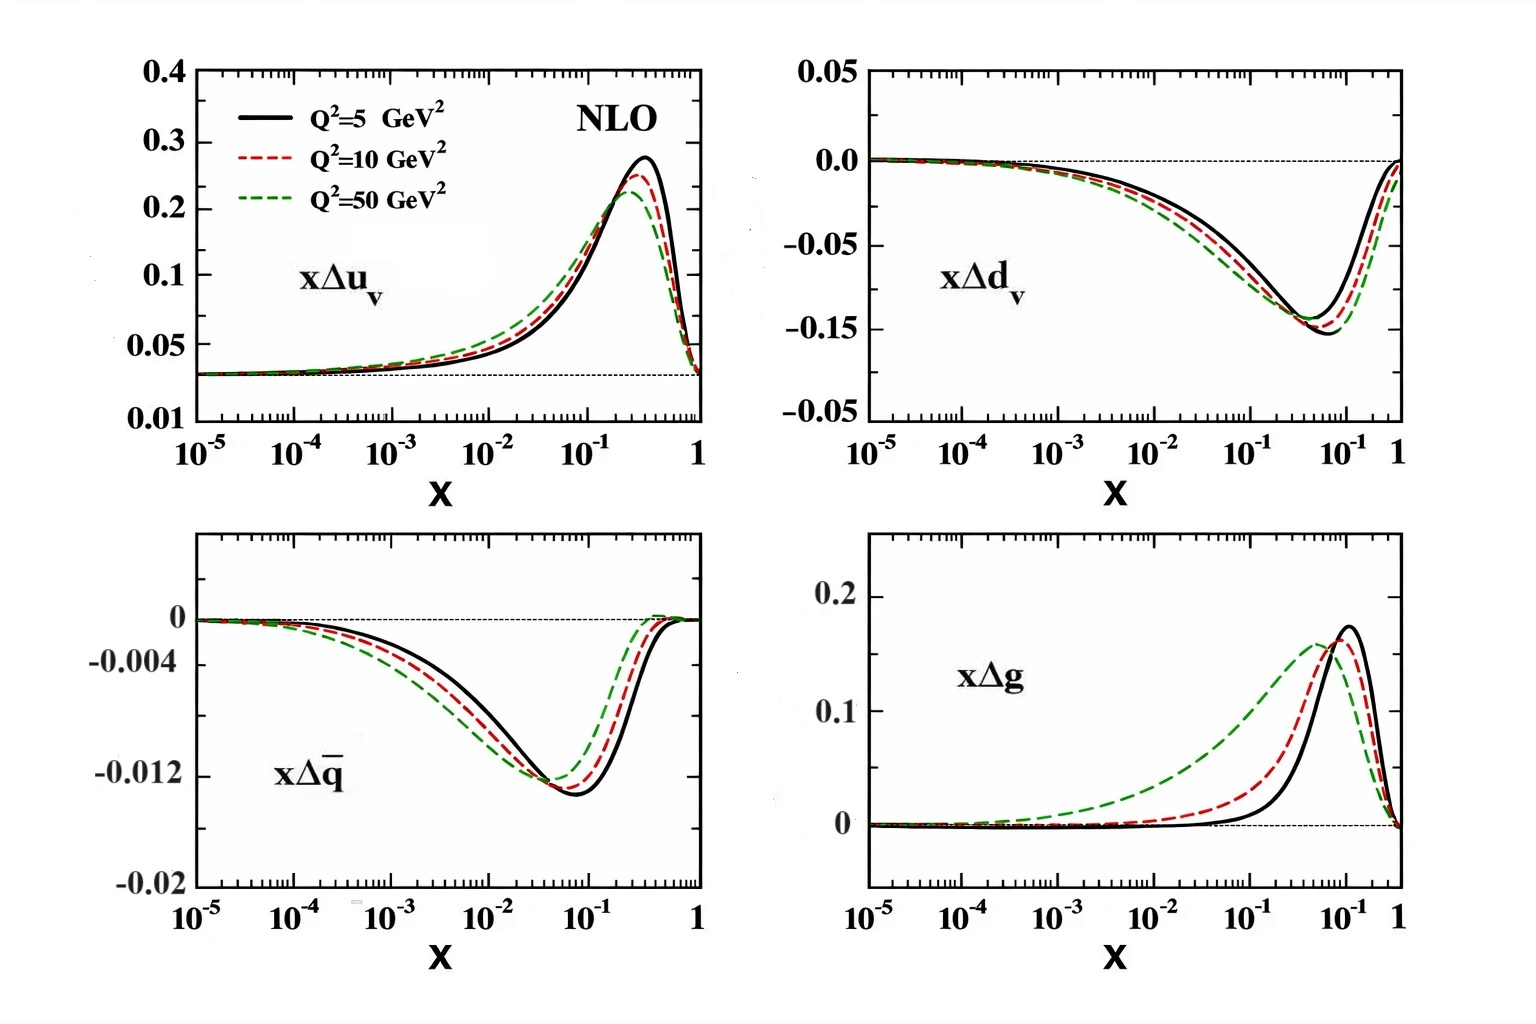 0.4
0.3
0.2
0.1
0.05
0.01
Q²=5 GeV²
Q²=10 GeV²
Q²=50 GeV²
NLO
xΔu_v
10⁻⁵ 10⁻⁴ 10⁻³ 10⁻² 10⁻¹ 1
X
0.05
0.0
-0.05
-0.15
-0.05
xΔd_v
10⁻⁵ 10⁻⁴ 10⁻³ 10⁻² 10⁻¹ 10⁻¹ 1
X
0
-0.004
-0.012
-0.02
xΔq̅
10⁻⁵ 10⁻⁴ 10⁻³ 10⁻² 10⁻¹ 1
X
0.2
0.1
0
xΔg
10⁻⁵ 10⁻⁴ 10⁻³ 10⁻² 10⁻¹ 10⁻¹ 1
X